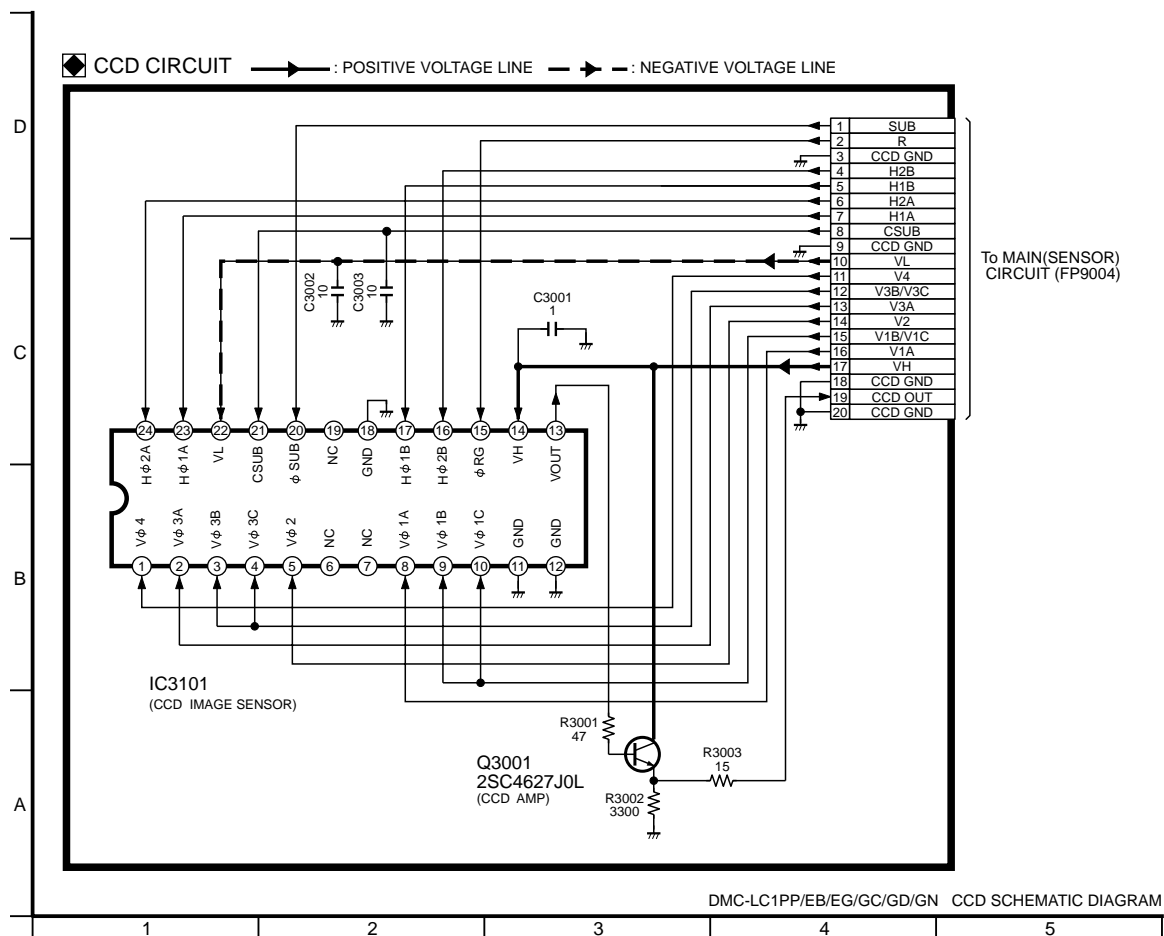 CCD CIRCUIT : POSITIVE VOLTAGE LINE : NEGATIVE VOLTAGE LINE
D
C
B
A
1 SUB
2 R
3 CCD GND
4 H2B
5 H1B
6 H2A
7 H1A
8 CSUB
9 CCD GND
10 VL
11 V4
12 V3B/V3C
13 V3A
14 V2
15 V1B/V1C
16 V1A
17 VH
18 CCD GND
19 CCD OUT
20 CCD GND
To MAIN(SENSOR)
CIRCUIT (FP9004)
C3002
10
C3003
10
C3001
1
24 23 22 21 20 19 18 17 16 15 14 13
Hφ2A
Hφ1A
VL
CSUB
φSUB
NC
GND
Hφ1B
Hφ2B
φRG
VH
VOUT
Vφ4
Vφ3A
Vφ3B
Vφ3C
Vφ2
NC
NC
Vφ1A
Vφ1B
Vφ1C
GND
GND
1 2 3 4 5 6 7 8 9 10 11 12
IC3101
(CCD IMAGE SENSOR)
R3001
47
Q3001
2SC4627J0L
(CCD AMP)
R3003
15
R3002
3300
DMC-LC1PP/EB/EG/GC/GD/GN CCD SCHEMATIC DIAGRAM
1 2 3 4 5